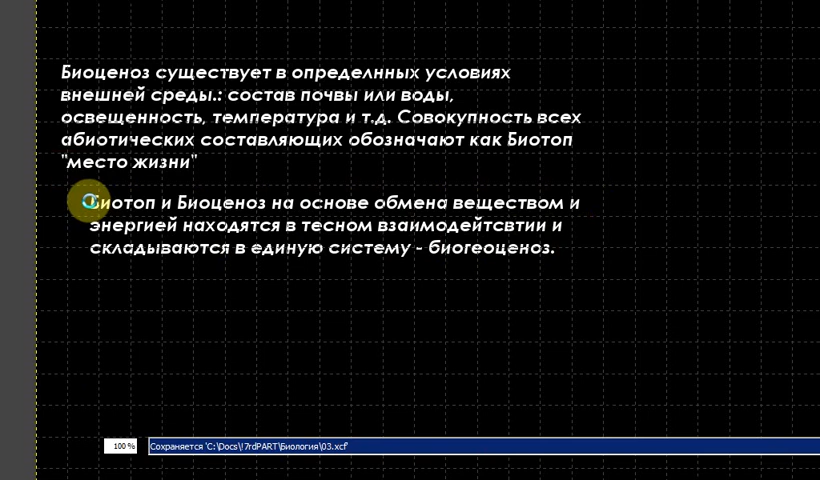 Биоценоз существует в определнных условиях
внешней среды.: состав почвы или воды,
освещенность, температура и т.д. Совокупность всех
абиотических составляющих обозначают как Биотоп
"место жизни"
Биотоп и Биоценоз на основе обмена веществом и
энергией находятся в тесном взаимодейтсвтии и
складываются в единую систему - биогеоценоз.
100 %
Сохраняется 'C:\Docs\!7rdPART\Биология\03.xcf'